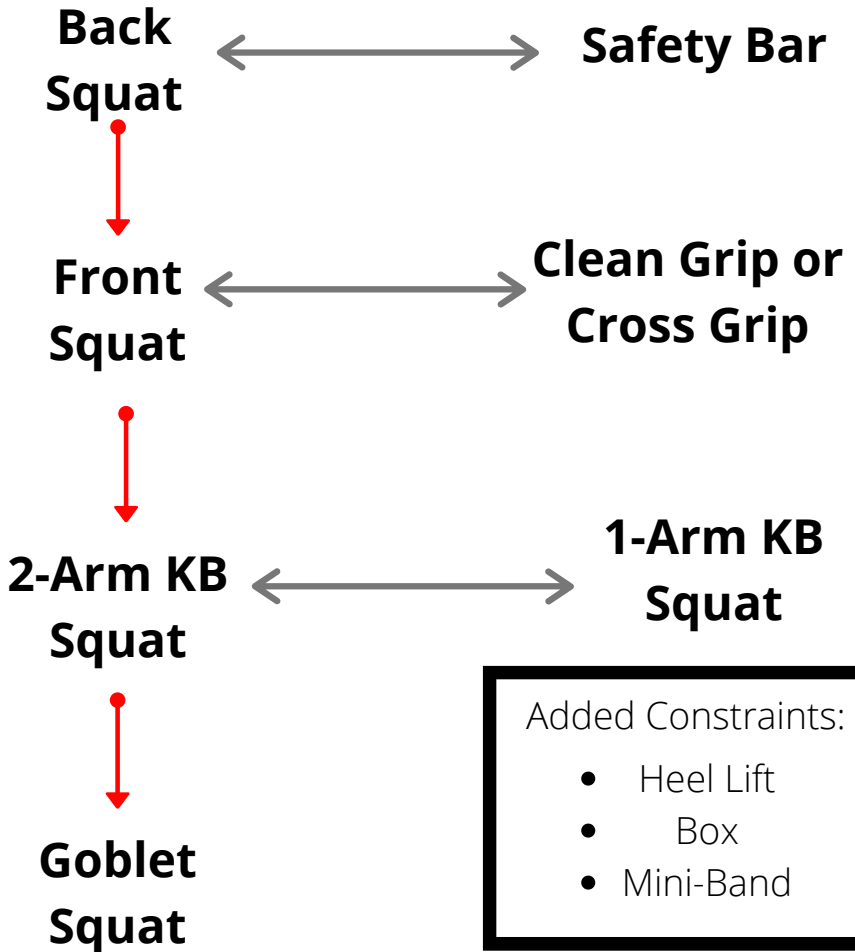 Back
Squat
Safety Bar
Front
Squat
Clean Grip or
Cross Grip
2-Arm KB
Squat
1-Arm KB
Squat
Added Constraints:
• Heel Lift
• Box
• Mini-Band
Goblet
Squat